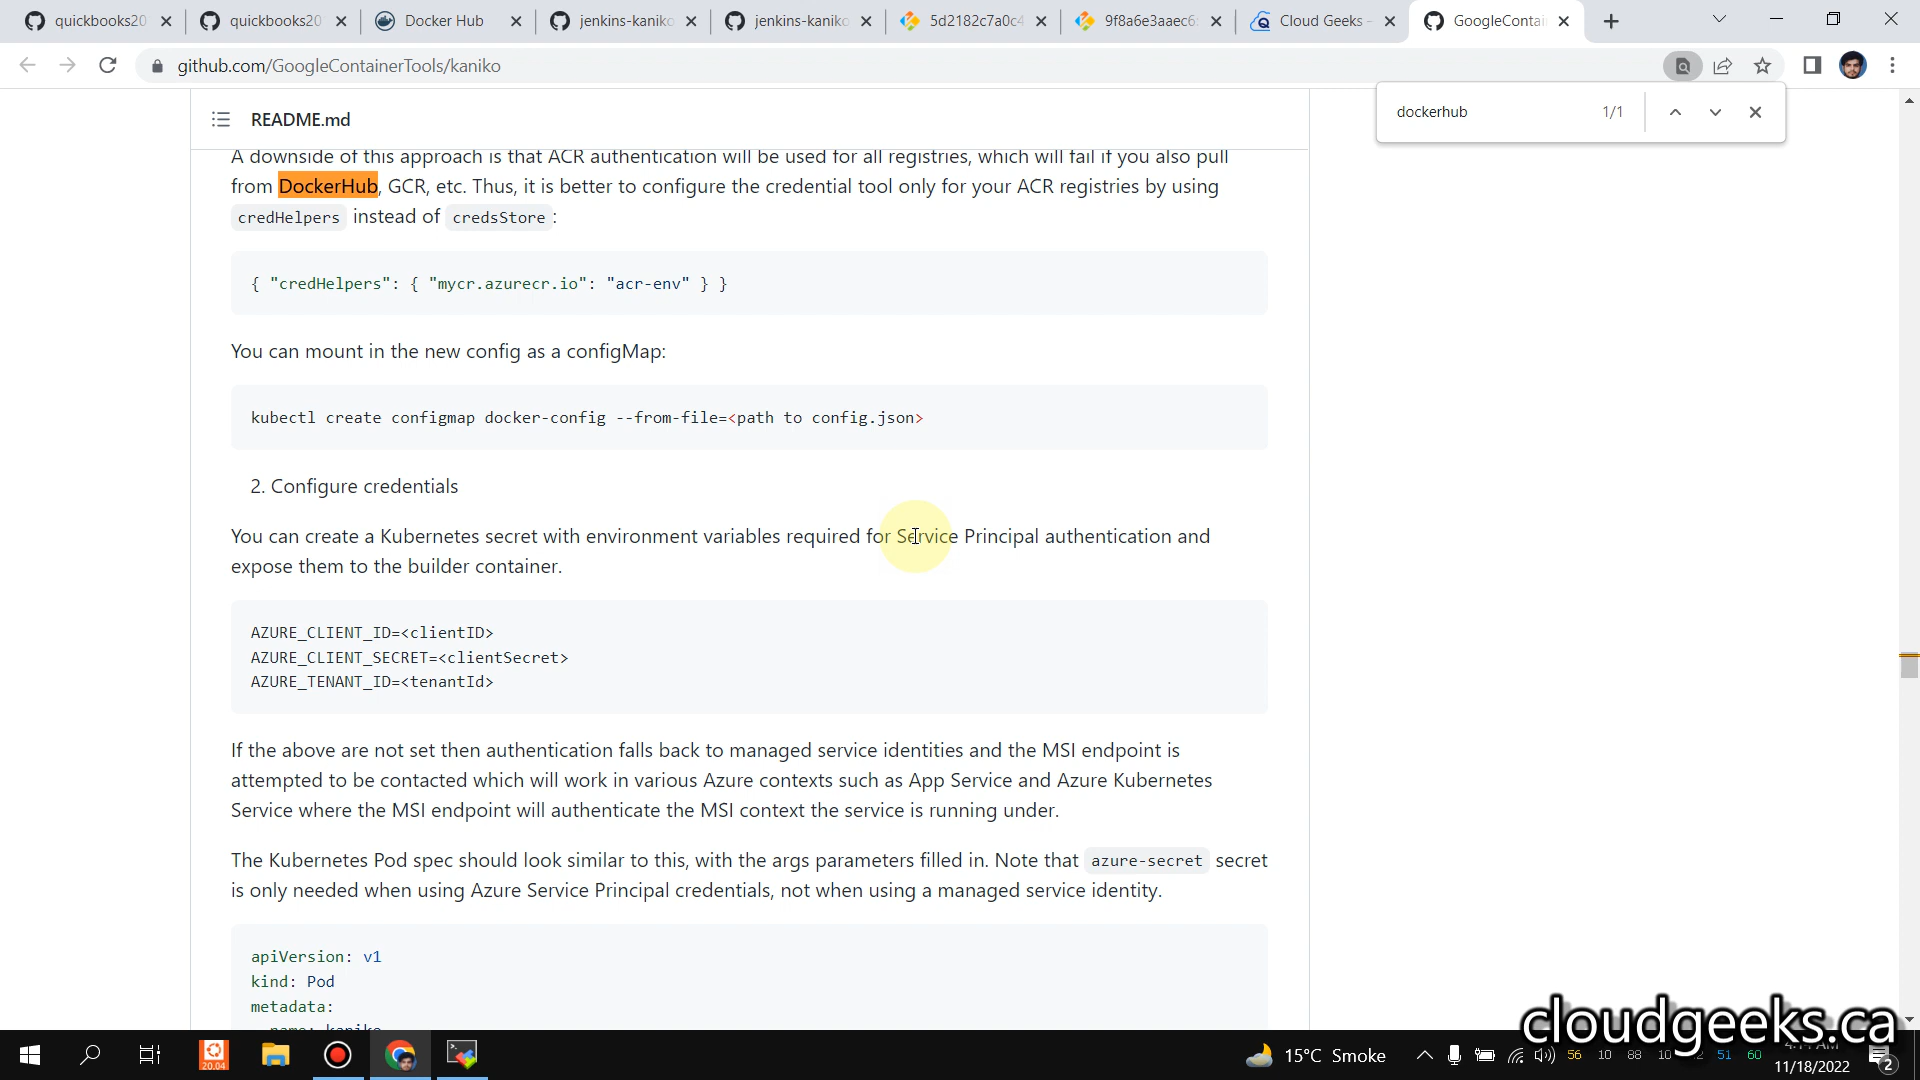 quickbooks20
quickbooks20
Docker Hub
jenkins-kaniko
jenkins-kaniko
5d2182c7a0c4
9f8a6e3aaec6
Cloud Geeks -
GoogleContai
github.com/GoogleContainerTools/kaniko
dockerhub
1/1
README.md
A downside of this approach is that ACR authentication will be used for all registries, which will fail if you also pull
from DockerHub, GCR, etc. Thus, it is better to configure the credential tool only for your ACR registries by using
credHelpers instead of credsStore :
{ "credHelpers": { "mycr.azurecr.io": "acr-env" } }
You can mount in the new config as a configMap:
kubectl create configmap docker-config --from-file=<path to config.json>
2. Configure credentials
You can create a Kubernetes secret with environment variables required for Service Principal authentication and
expose them to the builder container.
AZURE_CLIENT_ID=<clientID>
AZURE_CLIENT_SECRET=<clientSecret>
AZURE_TENANT_ID=<tenantId>
If the above are not set then authentication falls back to managed service identities and the MSI endpoint is
attempted to be contacted which will work in various Azure contexts such as App Service and Azure Kubernetes
Service where the MSI endpoint will authenticate the MSI context the service is running under.
The Kubernetes Pod spec should look similar to this, with the args parameters filled in. Note that azure-secret secret
is only needed when using Azure Service Principal credentials, not when using a managed service identity.
apiVersion: v1
kind: Pod
metadata:
name: kaniko
cloudgeeks.ca
20.04
15°C Smoke
56 10 88 10 51 60
11/18/2022
2